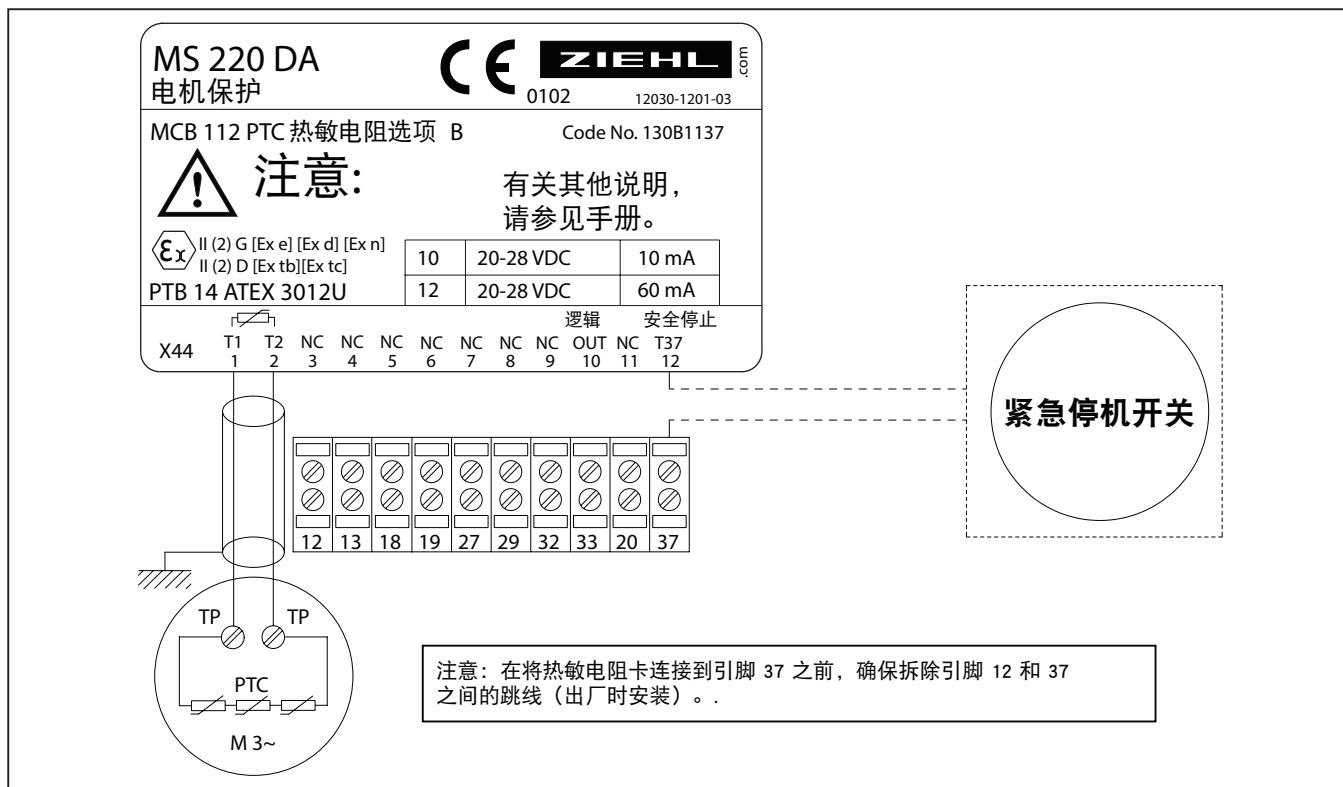 MS 220 DA
电机保护
CE 0102
ZIEHL .com
12030-1201-03
MCB 112 PTC 热敏电阻选项 B
Code No. 130B1137
注意:
有关其他说明，
请参见手册。
Ex II (2) G [Ex e] [Ex d] [Ex n]
II (2) D [Ex tb][Ex tc]
PTB 14 ATEX 3012U
10 20-28 VDC 10 mA
12 20-28 VDC 60 mA
逻辑 安全停止
X44 T1 T2 NC NC NC NC NC NC NC OUT NC T37
1 2 3 4 5 6 7 8 9 10 11 12
紧急停机开关
12 13 18 19 27 29 32 33 20 37
TP TP
PTC
M 3~
注意：在将热敏电阻卡连接到引脚 37 之前，确保拆除引脚 12 和 37
之间的跳线（出厂时安装）。.